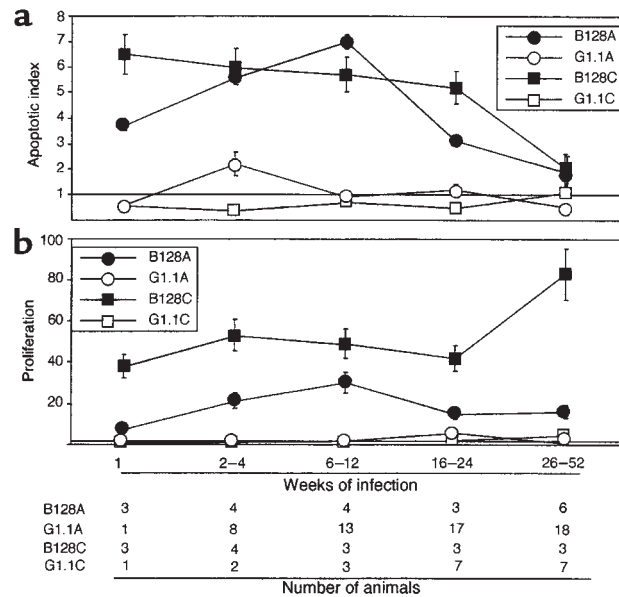 a
8
7
6
5
4
3
2
1
Apoptotic index
B128A
G1.1A
B128C
G1.1C
b
100
80
60
40
20
Proliferation
B128A
G1.1A
B128C
G1.1C
1 2–4 6–12 16–24 26–52
Weeks of infection
B128A 3 4 4 3 6
G1.1A 1 8 13 17 18
B128C 3 4 3 3 3
G1.1C 1 2 3 7 7
Number of animals